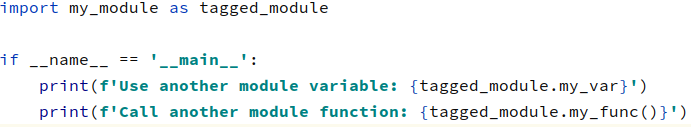 import my_module as tagged_module
if __name__ == '__main__':
    print(f'Use another module variable: {tagged_module.my_var}')
    print(f'Call another module function: {tagged_module.my_func()}')